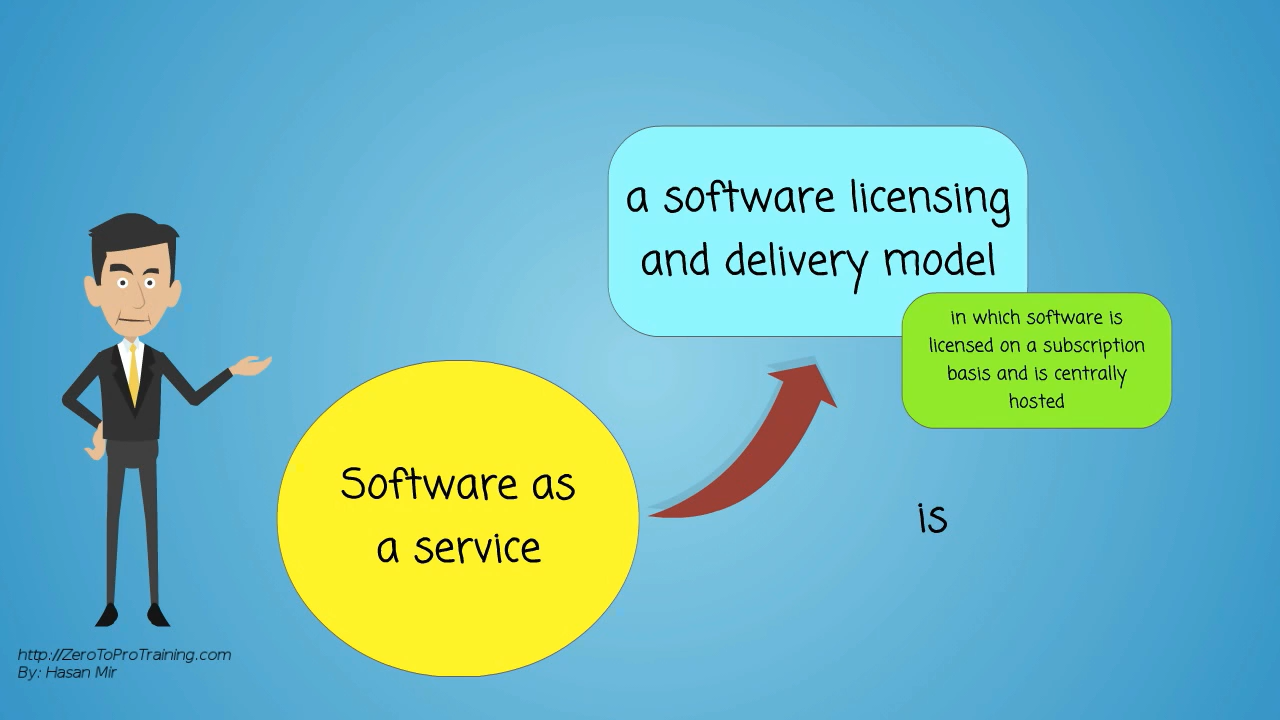 Software as
a service
is
a software licensing
and delivery model
in which software is
licensed on a subscription
basis and is centrally
hosted
http://ZeroToProTraining.com
By: Hasan Mir